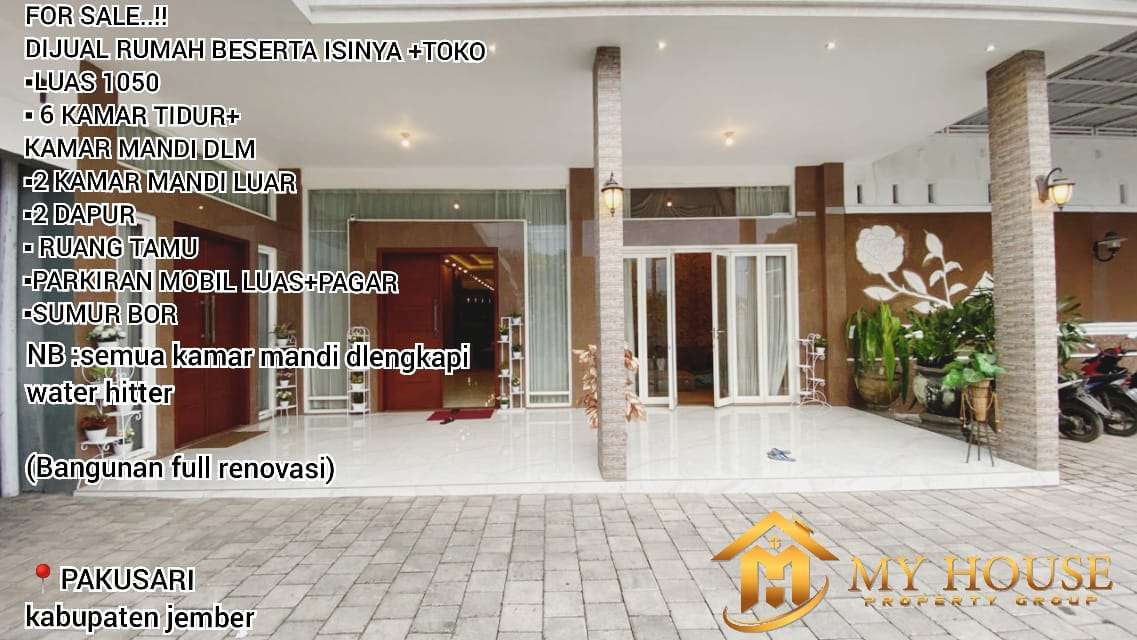 FOR SALE..!!
DIJUAL RUMAH BESERTA ISINYA +TOKO
▪LUAS 1050
▪ 6 KAMAR TIDUR+
KAMAR MANDI DLM
▪2 KAMAR MANDI LUAR
▪2 DAPUR
▪ RUANG TAMU
▪PARKIRAN MOBIL LUAS+PAGAR
▪SUMUR BOR
NB :semua kamar mandi dlengkapi
water hitter
(Bangunan full renovasi)
📍PAKUSARI
kabupaten jember
MY HOUSE
PROPERTY GROUP